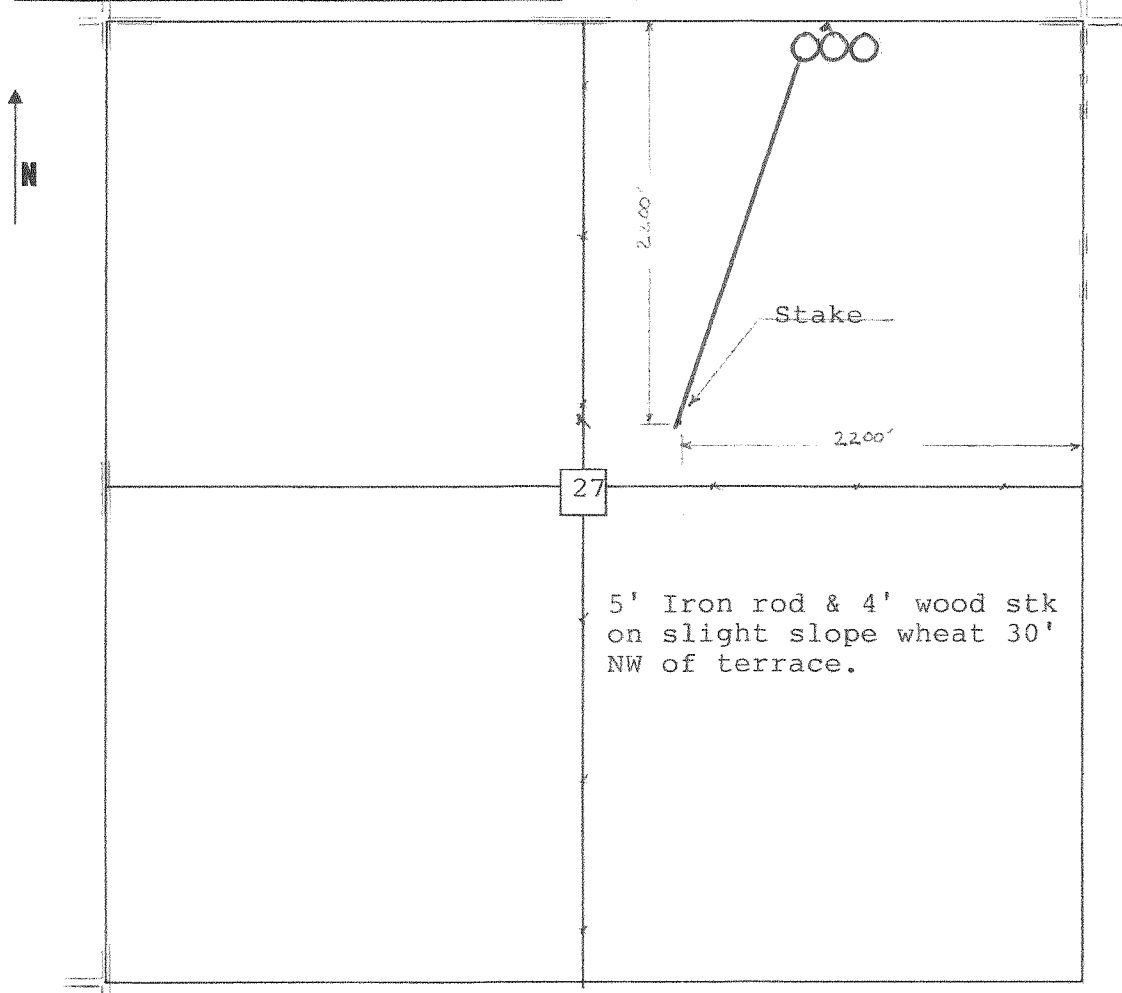 N
2200'
Stake
2200'
27
5' Iron rod & 4' wood stk
on slight slope wheat 30'
NW of terrace.